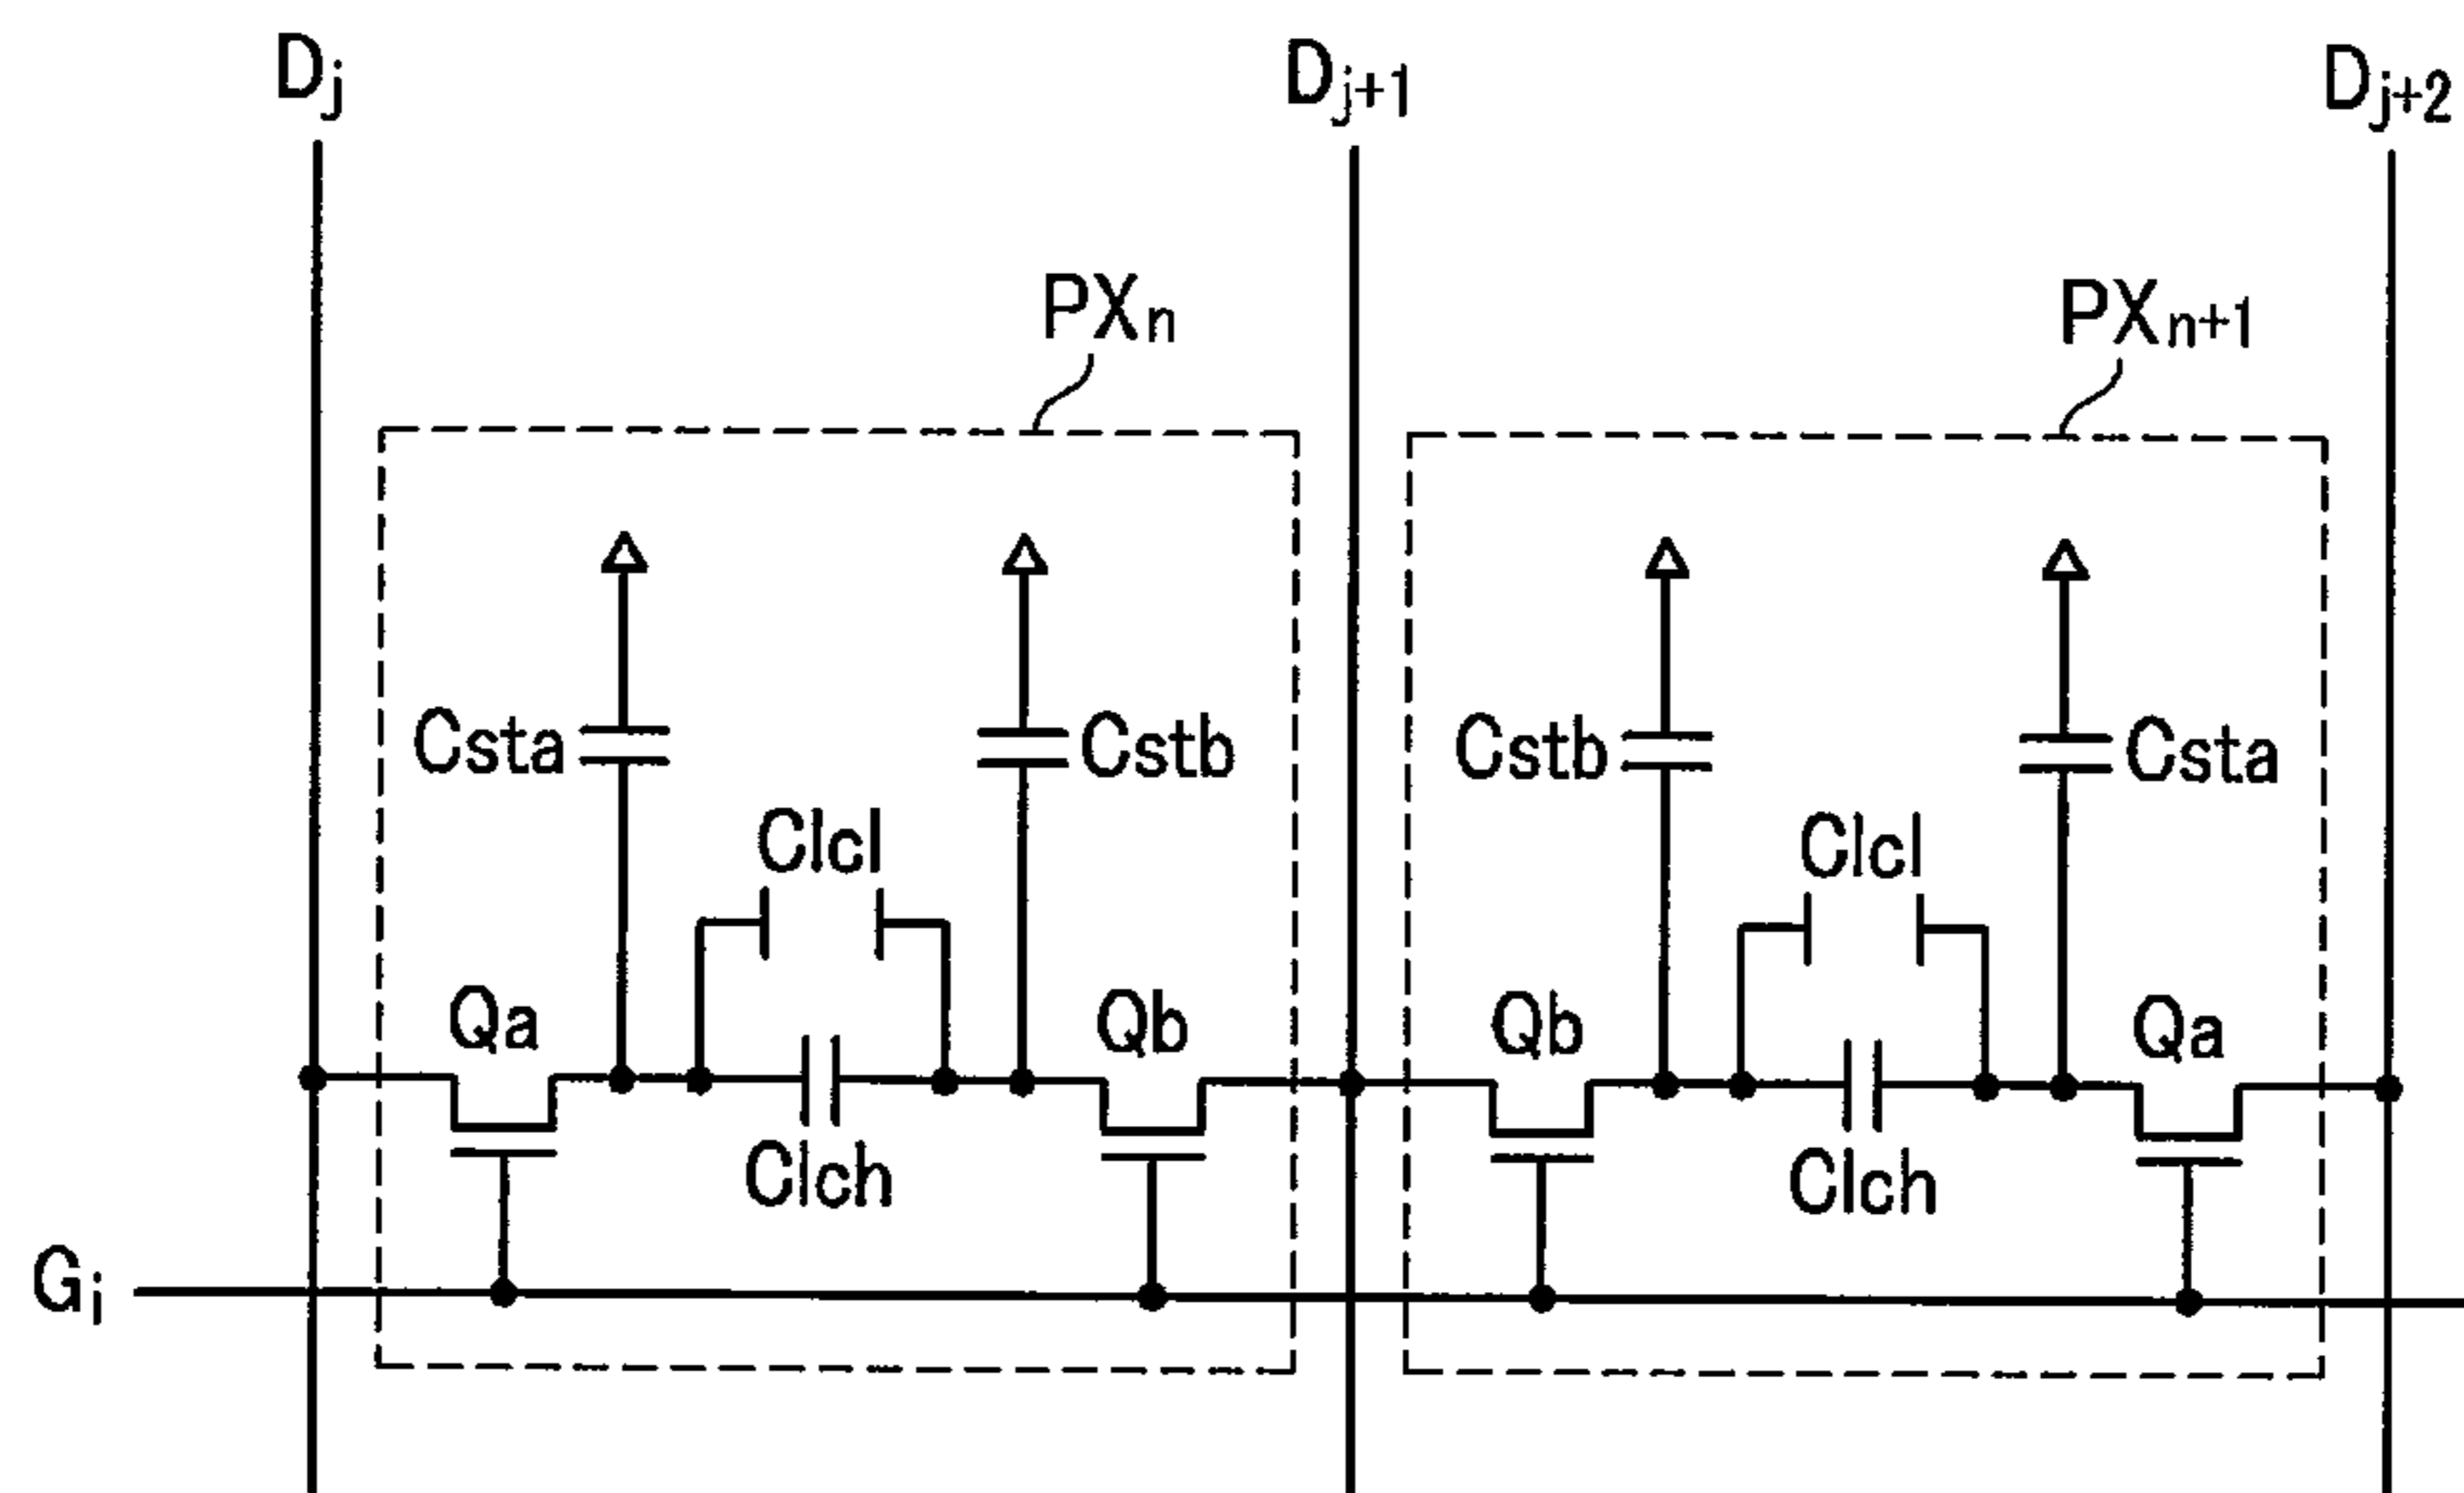 Dj
Dj+1
Dj+2
PXn
PXn+1
Csta
Cstb
Cstb
Csta
Clcl
Clcl
Qa
Qb
Qb
Qa
Clch
Clch
Gi